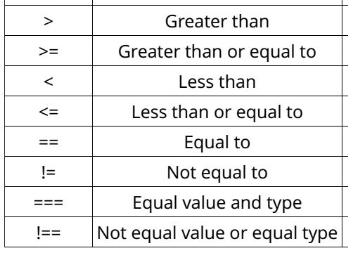 > Greater than
>= Greater than or equal to
< Less than
<= Less than or equal to
== Equal to
!= Not equal to
=== Equal value and type
!== Not equal value or equal type